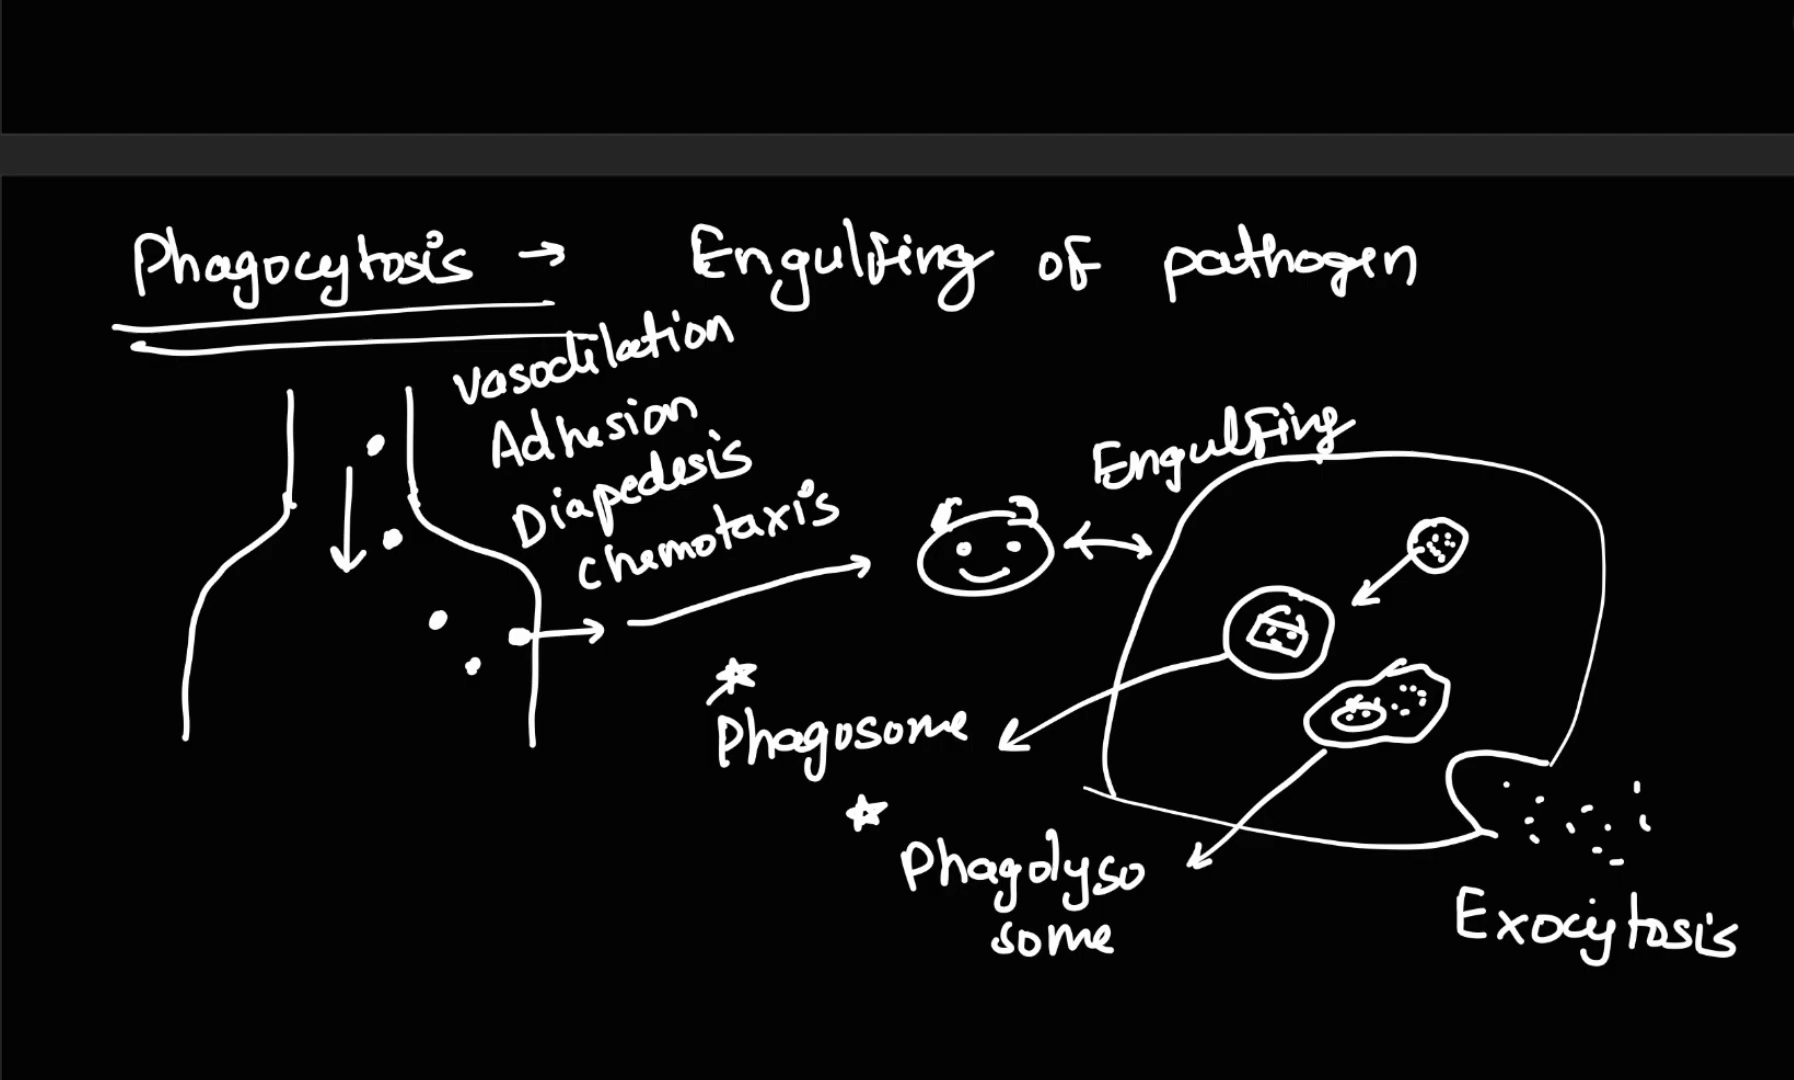 Phagocytosis → Engulfing of pathogen
Vasodilation
Adhesion
Diapedesis
chemotaxis
Engulfing
Phagosome
Phagolyso
some
Exocytosis